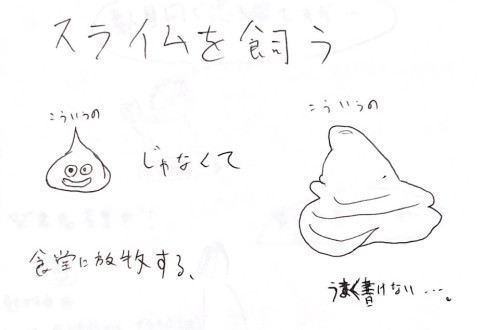 スライムを飼う
こういうの
じゃなくて
こういうの
食堂に放牧する、
うまく書けない…。